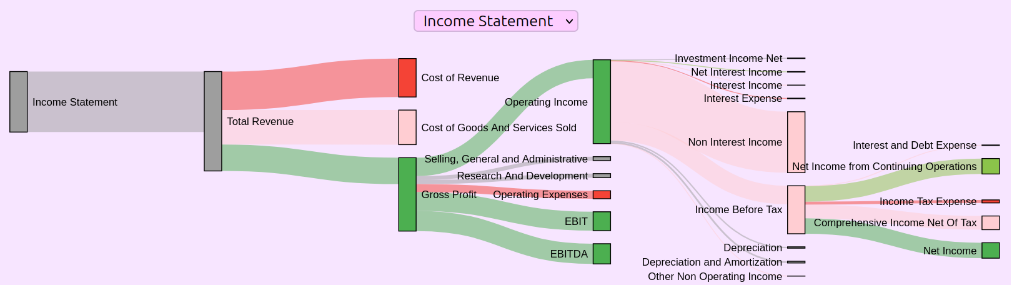 Income Statement
Income Statement
Total Revenue
Cost of Revenue
Cost of Goods And Services Sold
Gross Profit
Operating Income
Selling, General and Administrative
Research And Development
Operating Expenses
EBIT
EBITDA
Investment Income Net
Net Interest Income
Interest Income
Interest Expense
Non Interest Income
Income Before Tax
Depreciation
Depreciation and Amortization
Other Non Operating Income
Interest and Debt Expense
Net Income from Continuing Operations
Income Tax Expense
Comprehensive Income Net Of Tax
Net Income